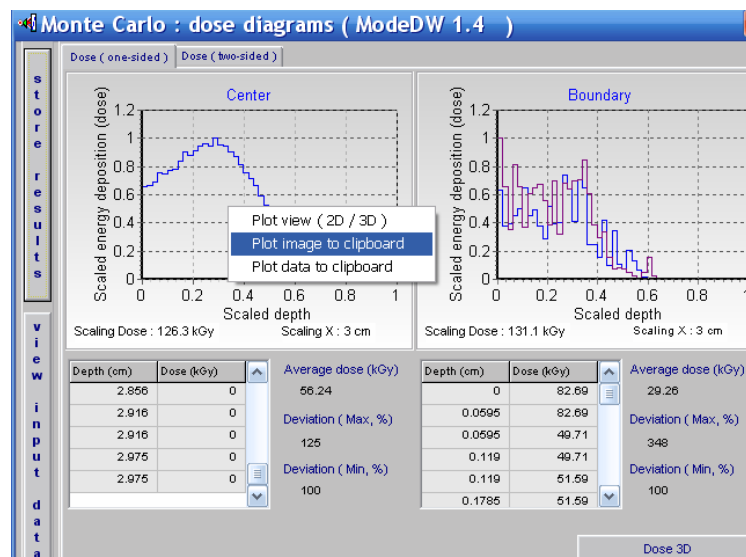 Monte Carlo : dose diagrams ( ModeDW 1.4 )
store results
view input data
Dose ( one-sided )
Dose ( two-sided )
Center
Scaled energy deposition (dose)
1.2
1
0.8
0.6
0.4
0.2
0
0 0.2 0.4 0.6 0.8 1
Scaled depth
Scaling Dose : 126.3 kGy
Scaling X : 3 cm
Plot view ( 2D / 3D )
Plot image to clipboard
Plot data to clipboard
Boundary
Scaled energy deposition (dose)
1.2
1
0.8
0.6
0.4
0.2
0
0 0.2 0.4 0.6 0.8 1
Scaled depth
Scaling Dose : 131.1 kGy
Scaling X : 3 cm
Depth (cm) Dose (kGy)
2.856 0
2.916 0
2.916 0
2.975 0
2.975 0
Average dose (kGy)
56.24
Deviation ( Max, %)
125
Deviation ( Min, %)
100
Depth (cm) Dose (kGy)
0 82.69
0.0595 82.69
0.0595 49.71
0.119 49.71
0.119 51.59
0.1785 51.59
Average dose (kGy)
29.26
Deviation ( Max, %)
348
Deviation ( Min, %)
100
Dose 3D